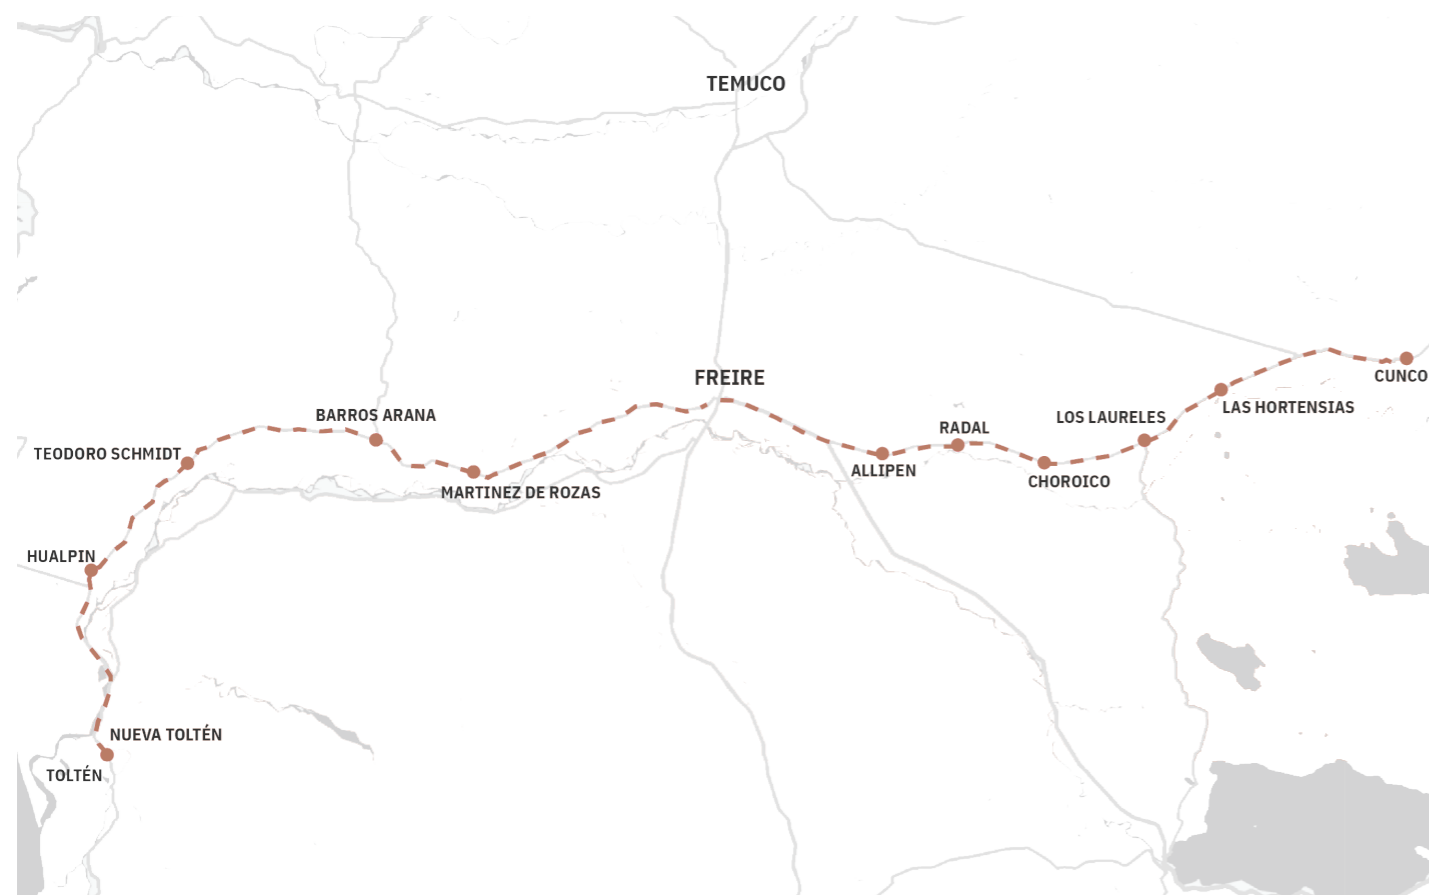 TEMUCO
FREIRE
CUNCO
LAS HORTENSIAS
BARROS ARANA
LOS LAURELES
RADAL
TEODORO SCHMIDT
ALLIPEN
CHOROICO
MARTINEZ DE ROZAS
HUALPIN
NUEVA TOLTÉN
TOLTÉN